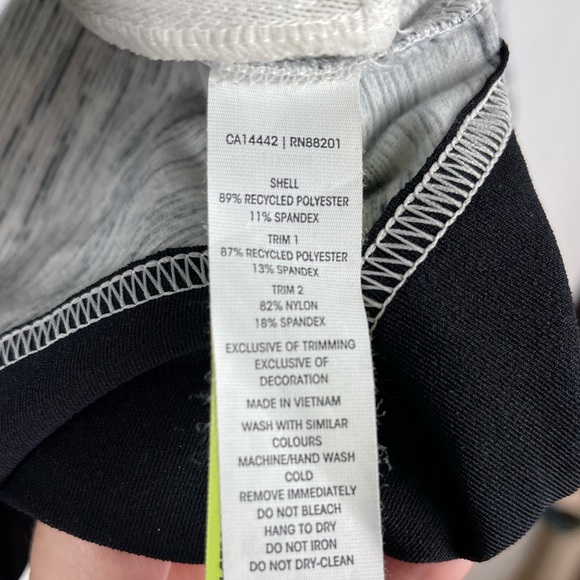 CA14442 | RN88201
SHELL
89% RECYCLED POLYESTER
11% SPANDEX
TRIM 1
87% RECYCLED POLYESTER
13% SPANDEX
TRIM 2
82% NYLON
18% SPANDEX
EXCLUSIVE OF TRIMMING
EXCLUSIVE OF
DECORATION
MADE IN VIETNAM
WASH WITH SIMILAR
COLOURS
MACHINE/HAND WASH
COLD
REMOVE IMMEDIATELY
DO NOT BLEACH
HANG TO DRY
DO NOT IRON
DO NOT DRY-CLEAN